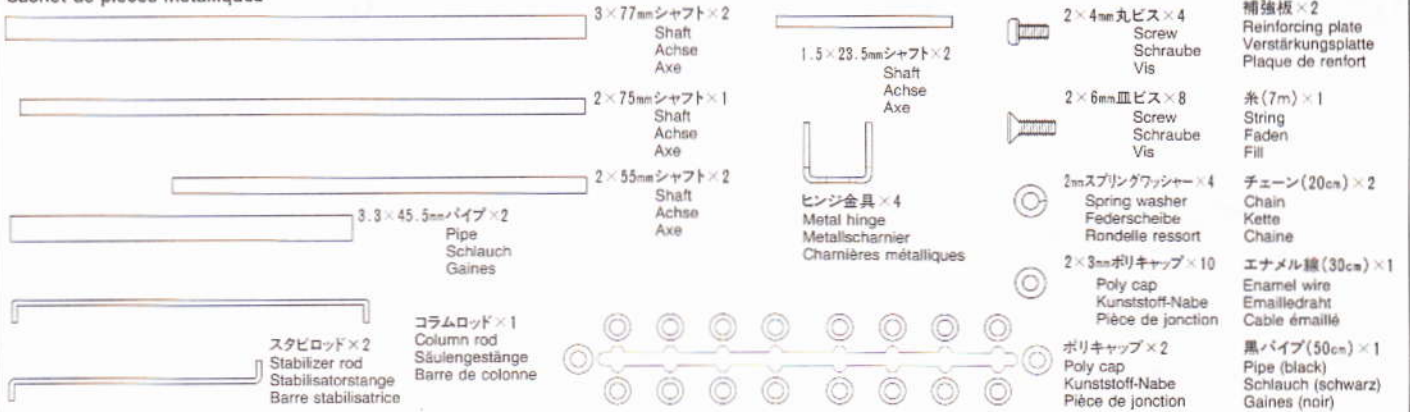 3×77mmシャフト×2
Shaft
Achse
Axe
2×75mmシャフト×1
Shaft
Achse
Axe
2×55mmシャフト×2
Shaft
Achse
Axe
3.3×45.5mmパイプ×2
Pipe
Schlauch
Gaines
スタビロッド×2
Stabilizer rod
Stabilisatorstange
Barre stabilisatrice
コラムロッド×1
Column rod
Säulengestänge
Barre de colonne
1.5×23.5mmシャフト×2
Shaft
Achse
Axe
ヒンジ金具×4
Metal hinge
Metallscharnier
Charnières métalliques
2×4mm丸ビス×4
Screw
Schraube
Vis
2×6mm皿ビス×8
Screw
Schraube
Vis
2mmスプリングワッシャー×4
Spring washer
Federscheibe
Rondelle ressort
2×3mmポリキャップ×10
Poly cap
Kunststoff-Nabe
Pièce de jonction
ポリキャップ×2
Poly cap
Kunststoff-Nabe
Pièce de jonction
補強板×2
Reinforcing plate
Verstärkungsplatte
Plaque de renfort
糸(7m)×1
String
Faden
Fill
チェーン(20cm)×2
Chain
Kette
Chaine
エナメル線(30cm)×1
Enamel wire
Emailledraht
Cable émaillé
黒パイプ(50cm)×1
Pipe (black)
Schlauch (schwarz)
Gaines (noir)